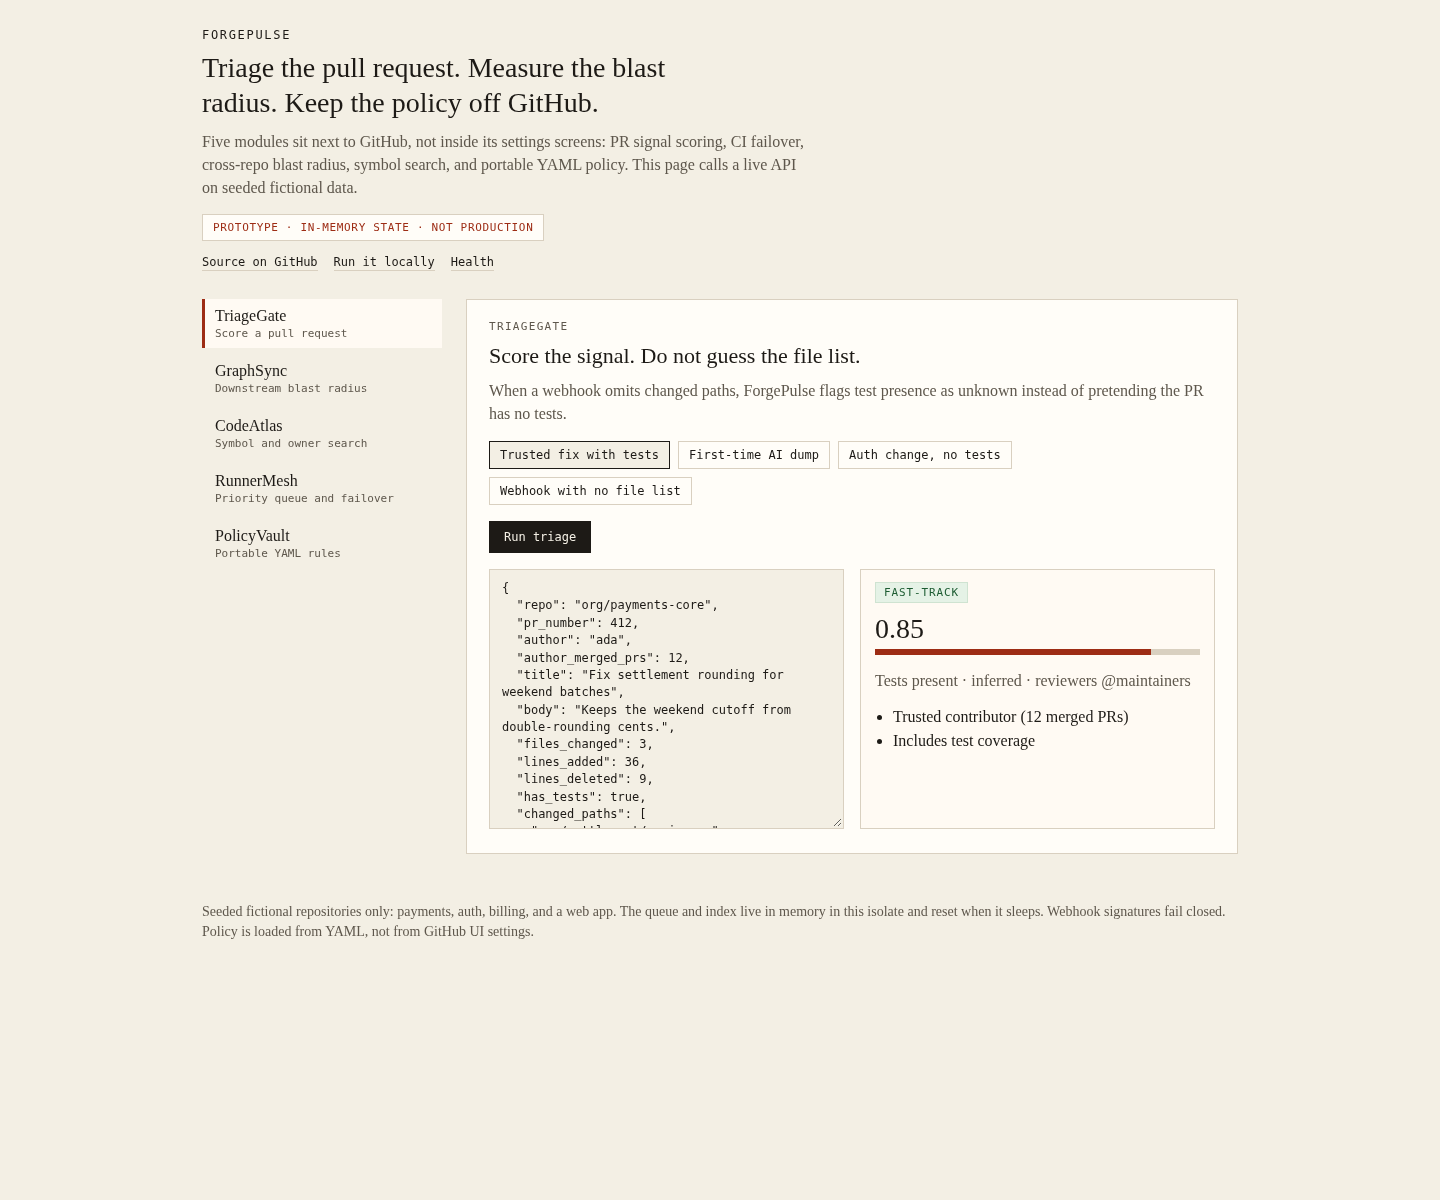 FORGEPULSE
Triage the pull request. Measure the blast
radius. Keep the policy off GitHub.
Five modules sit next to GitHub, not inside its settings screens: PR signal scoring, CI failover,
cross-repo blast radius, symbol search, and portable YAML policy. This page calls a live API
on seeded fictional data.
PROTOTYPE · IN-MEMORY STATE · NOT PRODUCTION
Source on GitHub Run it locally Health
TriageGate
Score a pull request
GraphSync
Downstream blast radius
CodeAtlas
Symbol and owner search
RunnerMesh
Priority queue and failover
PolicyVault
Portable YAML rules
TRIAGEGATE
Score the signal. Do not guess the file list.
When a webhook omits changed paths, ForgePulse flags test presence as unknown instead of pretending the PR
has no tests.
Trusted fix with tests First-time AI dump Auth change, no tests
Webhook with no file list
Run triage
{
"repo": "org/payments-core",
"pr_number": 412,
"author": "ada",
"author_merged_prs": 12,
"title": "Fix settlement rounding for
weekend batches",
"body": "Keeps the weekend cutoff from
double-rounding cents.",
"files_changed": 3,
"lines_added": 36,
"lines_deleted": 9,
"has_tests": true,
"changed_paths": [
FAST-TRACK
0.85
Tests present · inferred · reviewers @maintainers
Trusted contributor (12 merged PRs)
Includes test coverage
Seeded fictional repositories only: payments, auth, billing, and a web app. The queue and index live in memory in this isolate and reset when it sleeps. Webhook signatures fail closed.
Policy is loaded from YAML, not from GitHub UI settings.